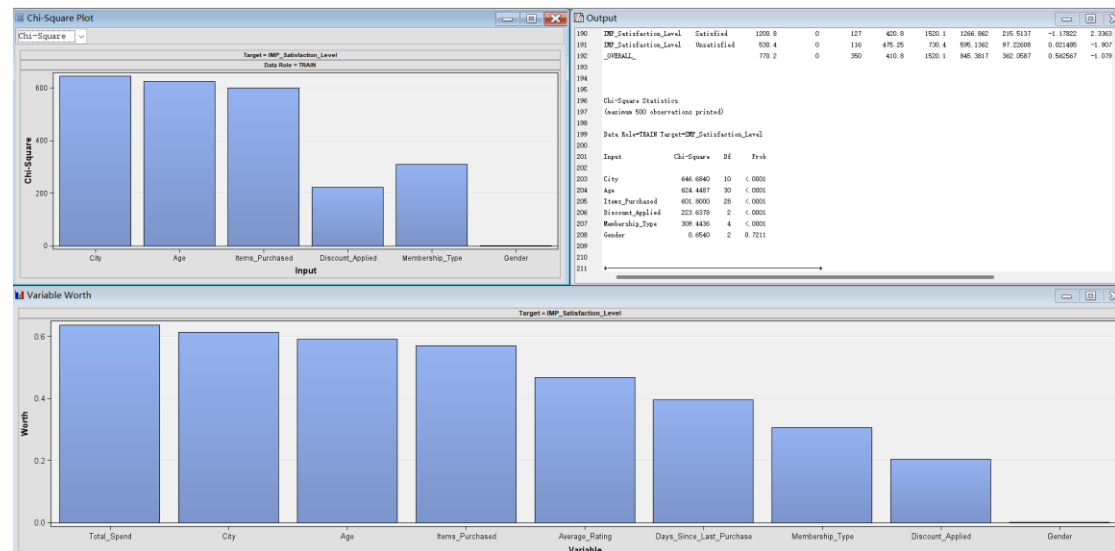 Chi-Square Plot
Chi-Square
Target = IMP_Satisfaction_Level
Data Role = TRAIN
Chi-Square
600
400
200
0
City Age Items_Purchased Discount_Applied Membership_Type Gender
Input
Output
190 IMP_Satisfaction_Level Satisfied 1200.8 0 127 420.8 1520.1 1266.862 215.5137 -1.17822 2.3363
191 IMP_Satisfaction_Level Unsatisfied 530.4 0 116 475.25 730.4 595.1362 97.22608 0.021485 -1.907
192 _OVERALL_ 770.2 0 350 410.8 1520.1 845.3817 362.0587 0.562567 -1.079
193
194
195
196 Chi-Square Statistics
197 (maximum 500 observations printed)
198
199 Data Role=TRAIN Target=IMP_Satisfaction_Level
200
201 Input Chi-Square Df Prob
202
203 City 646.6840 10 <.0001
204 Age 624.4487 30 <.0001
205 Items_Purchased 601.8000 28 <.0001
206 Discount_Applied 223.6378 2 <.0001
207 Membership_Type 309.4436 4 <.0001
208 Gender 0.6540 2 0.7211
209
210
211 *------------------------------------------------------------*
Variable Worth
Target = IMP_Satisfaction_Level
Worth
0.6
0.4
0.2
0.0
Total_Spend City Age Items_Purchased Average_Rating Days_Since_Last_Purchase Membership_Type Discount_Applied Gender
Variable